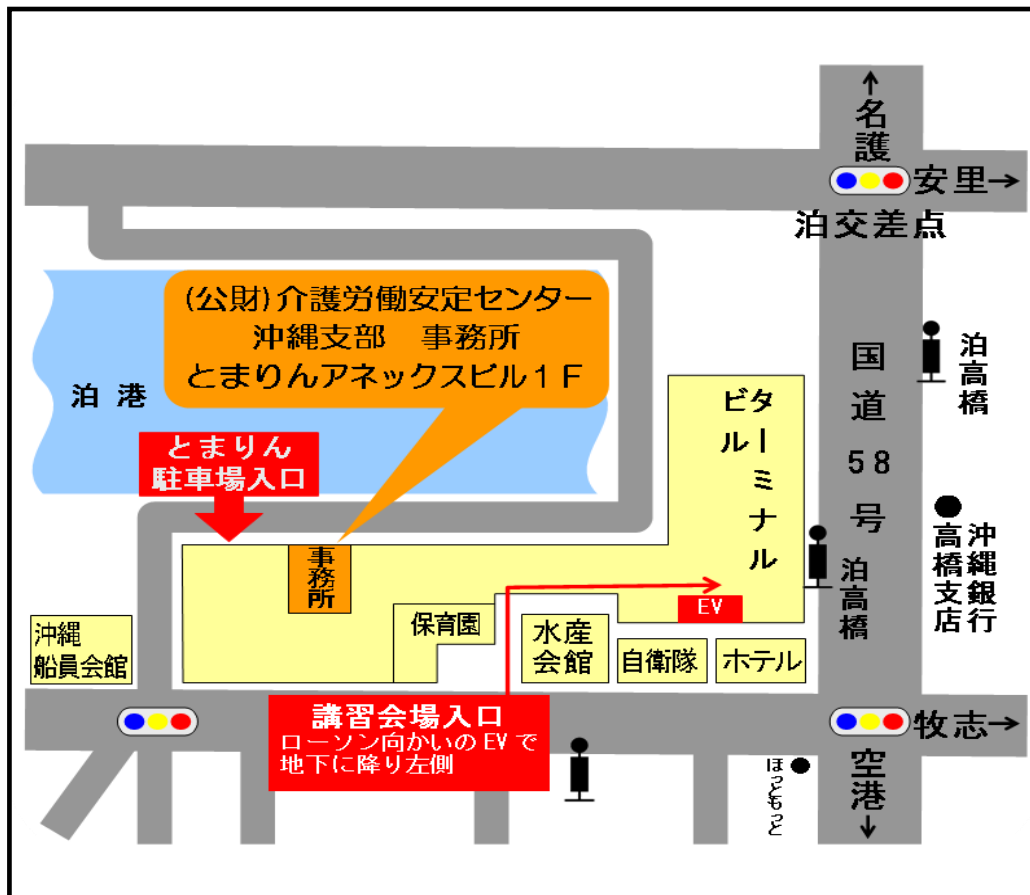 ↑
名護
安里→
泊交差点
(公財)介護労働安定センター
沖縄支部 事務所
とまりんアネックスビル１Ｆ
泊 港
とまりん
駐車場入口
国道58号
泊高橋
ターミナル
ビル
沖縄銀行
高橋支店
泊高橋
事務所
EV
保育園
水産
会館
自衛隊
ホテル
沖縄
船員会館
講習会場入口
ローソン向かいのEVで
地下に降り左側
牧志→
ほっともっと
空港
↓